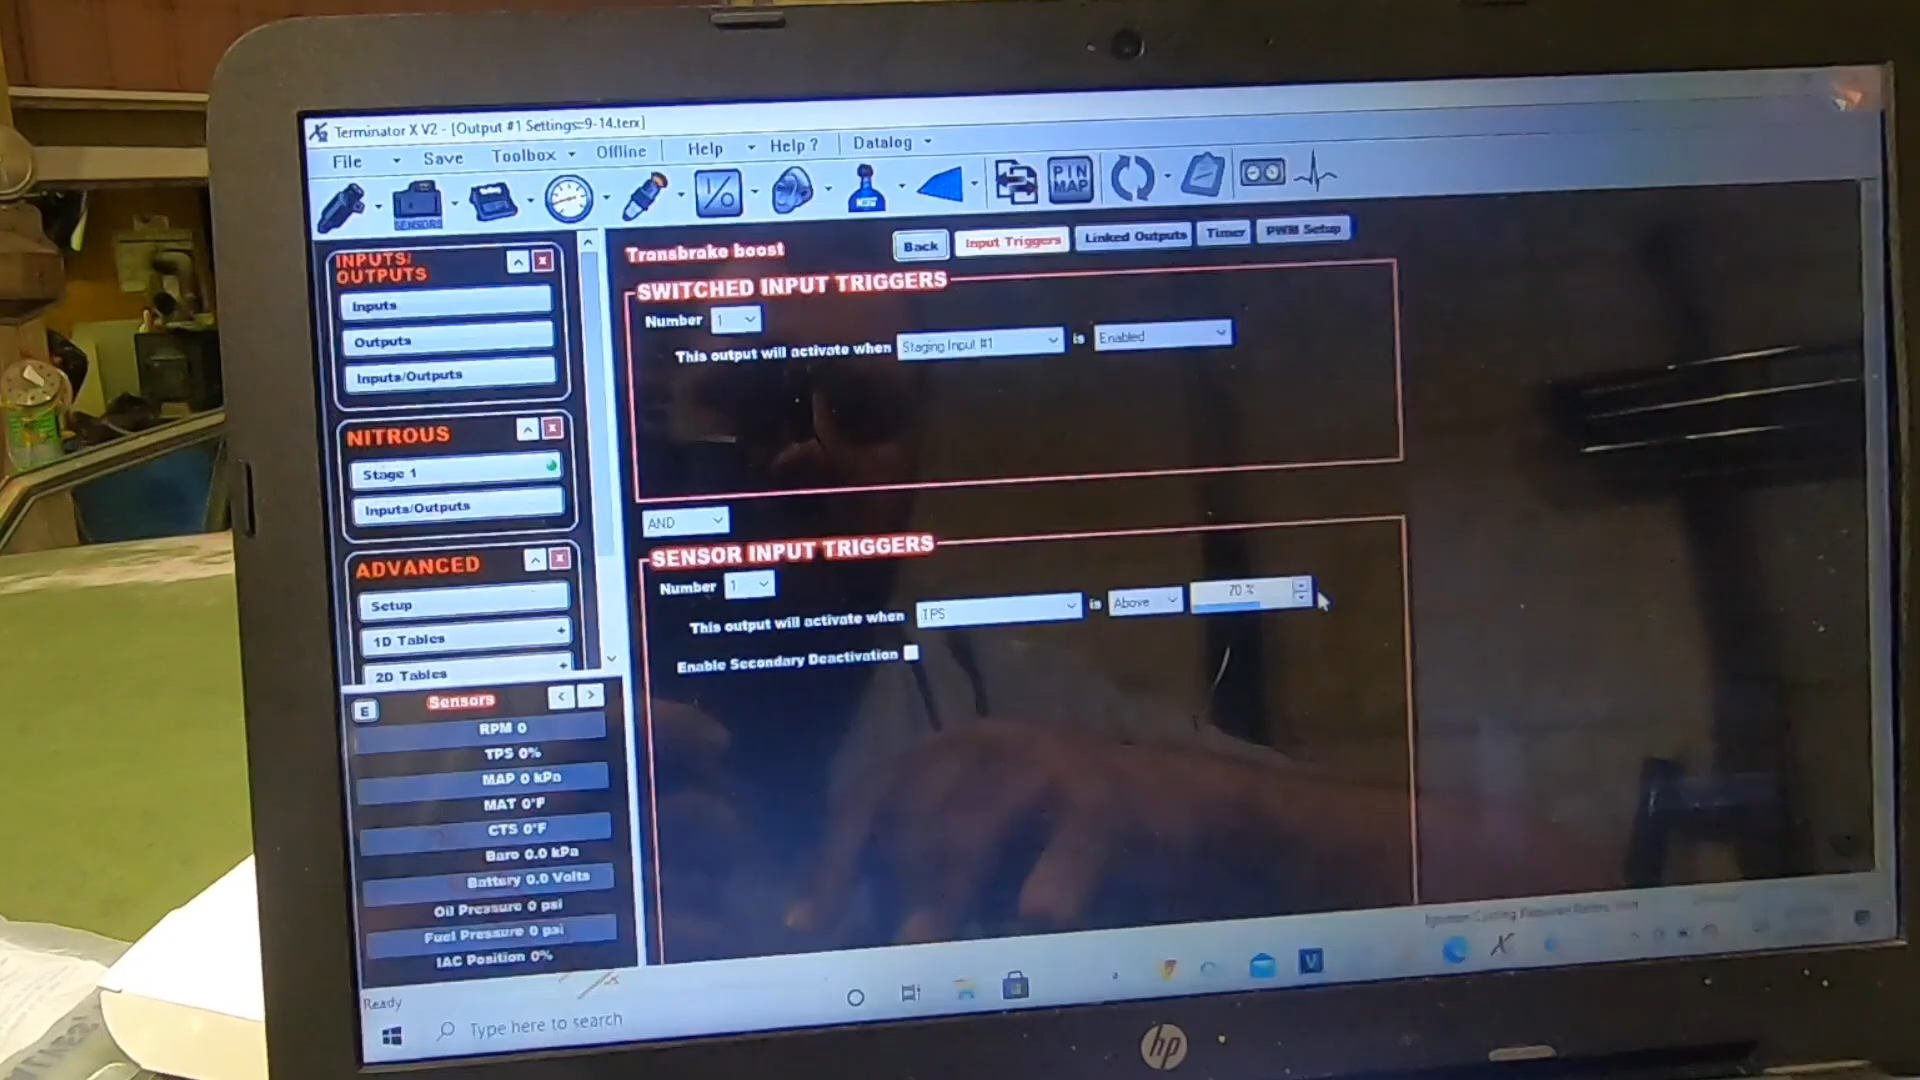 Terminator X V2 - [Output #1 Settings:9-14.terx]
File Save Toolbox Offline Help Help ? Datalog
SENSORS I/O N2O PIN MAP
Transbrake boost Back Input Triggers Linked Outputs Timer PWM Setup
INPUTS/
OUTPUTS
Inputs
Outputs
Inputs/Outputs
NITROUS
Stage 1
Inputs/Outputs
ADVANCED
Setup
1D Tables +
2D Tables +
SWITCHED INPUT TRIGGERS
Number 1
This output will activate when Staging Input #1 is Enabled
AND
SENSOR INPUT TRIGGERS
Number 1
This output will activate when TPS is Above 70 %
Enable Secondary Deactivation
E Sensors < >
RPM 0
TPS 0%
MAP 0 kPa
MAT 0°F
CTS 0°F
Baro 0.0 kPa
Battery 0.0 Volts
Oil Pressure 0 psi
Fuel Pressure 0 psi
IAC Position 0%
Ready
Type here to search
hp